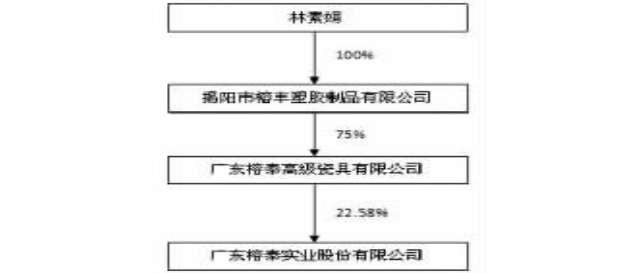 林素娟
100%
揭阳市榕丰塑胶制品有限公司
75%
广东榕泰高级瓷具有限公司
22.58%
广东榕泰实业股份有限公司